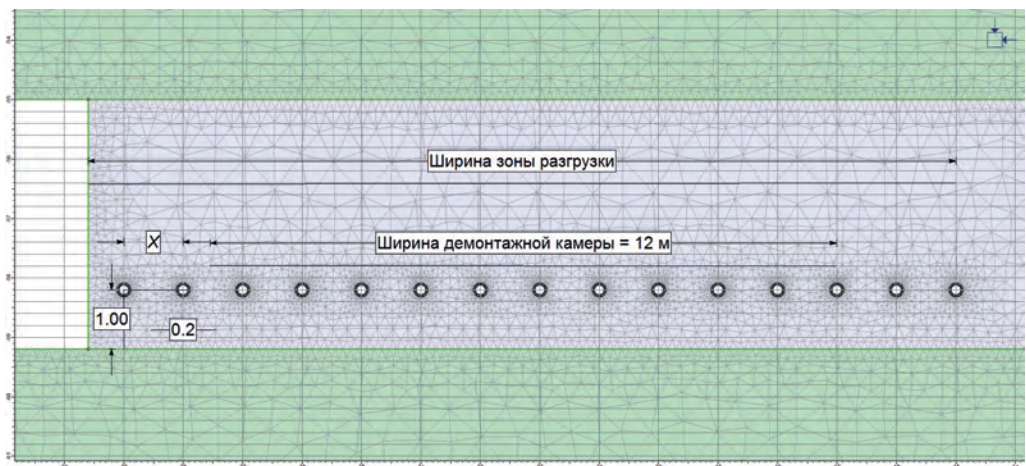 Ширина зоны разгрузки
X
Ширина демонтажной камеры = 12 м
1.00
0.2